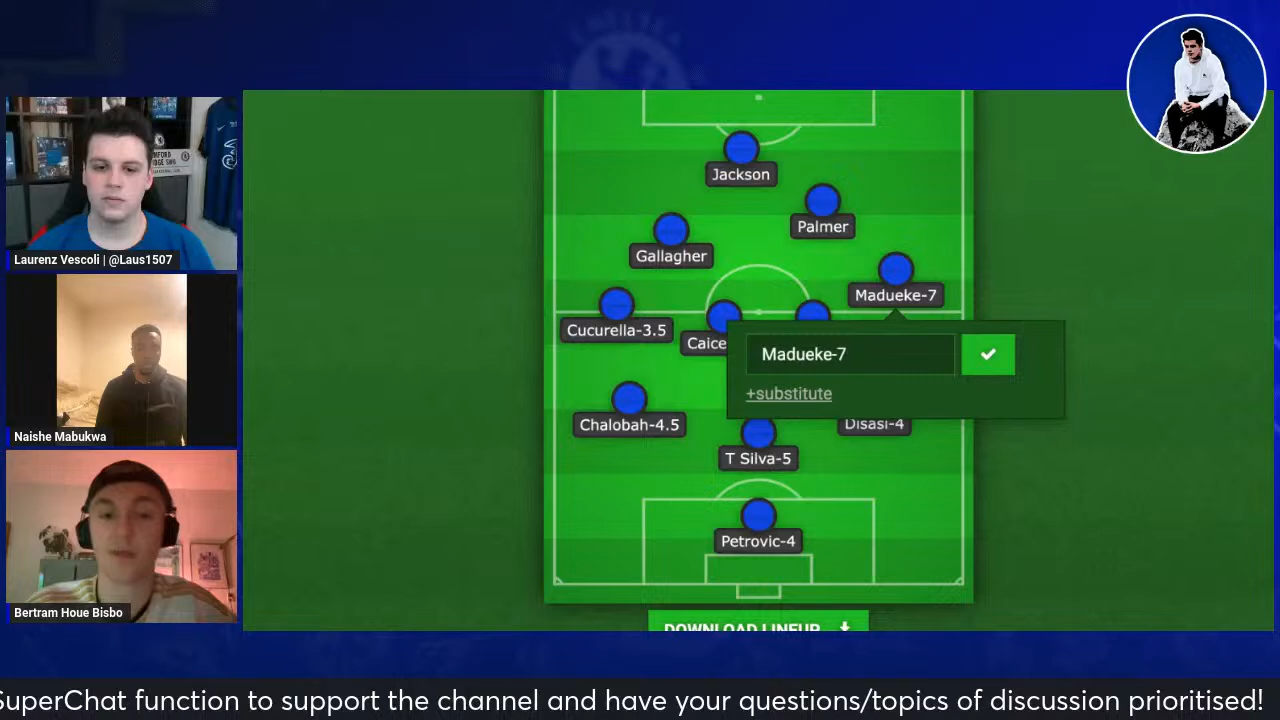 Laurenz Vescoli | @Laus1507
Naishe Mabukwa
Bertram Houe Bisbo
Jackson
Palmer
Gallagher
Madueke-7
Cucurella-3.5
Caice
Madueke-7
+substitute
Chalobah-4.5
Disasi-4
T Silva-5
Petrovic-4
DOWNLOAD LINEUP
SuperChat function to support the channel and have your questions/topics of discussion prioritised!